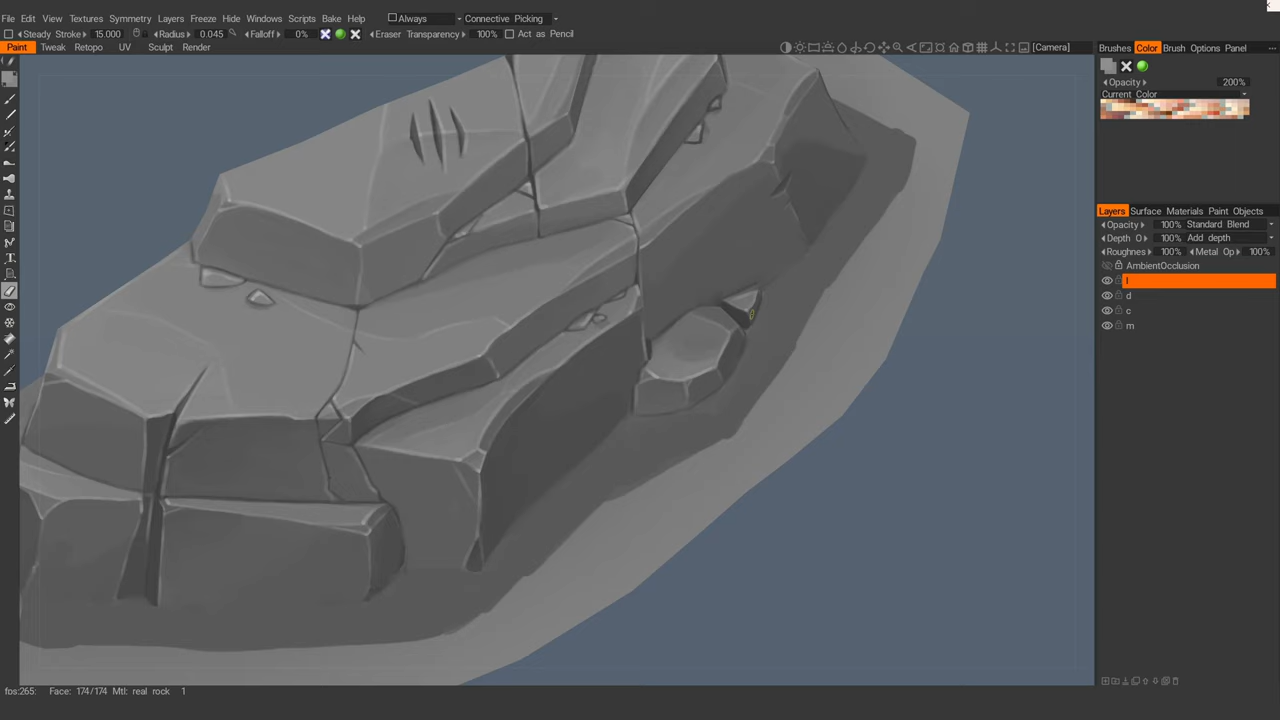 File Edit View Textures Symmetry Layers Freeze Hide Windows Scripts Bake Help Always Connective Picking
Steady Stroke 15.000 Radius 0.045 Falloff 0% Eraser Transparency 100% Act as Pencil
Paint Tweak Retopo UV Sculpt Render [Camera] Brushes Color Brush Options Panel
Opacity 200%
Current Color
Layers Surface Materials Paint Objects
Opacity 100% Standard Blend
Depth O 100% Add depth
Roughness 100% Metal Op 100%
AmbientOcclusion
l
d
c
m
fos:265: Face: 174/174 Mtl: real rock 1